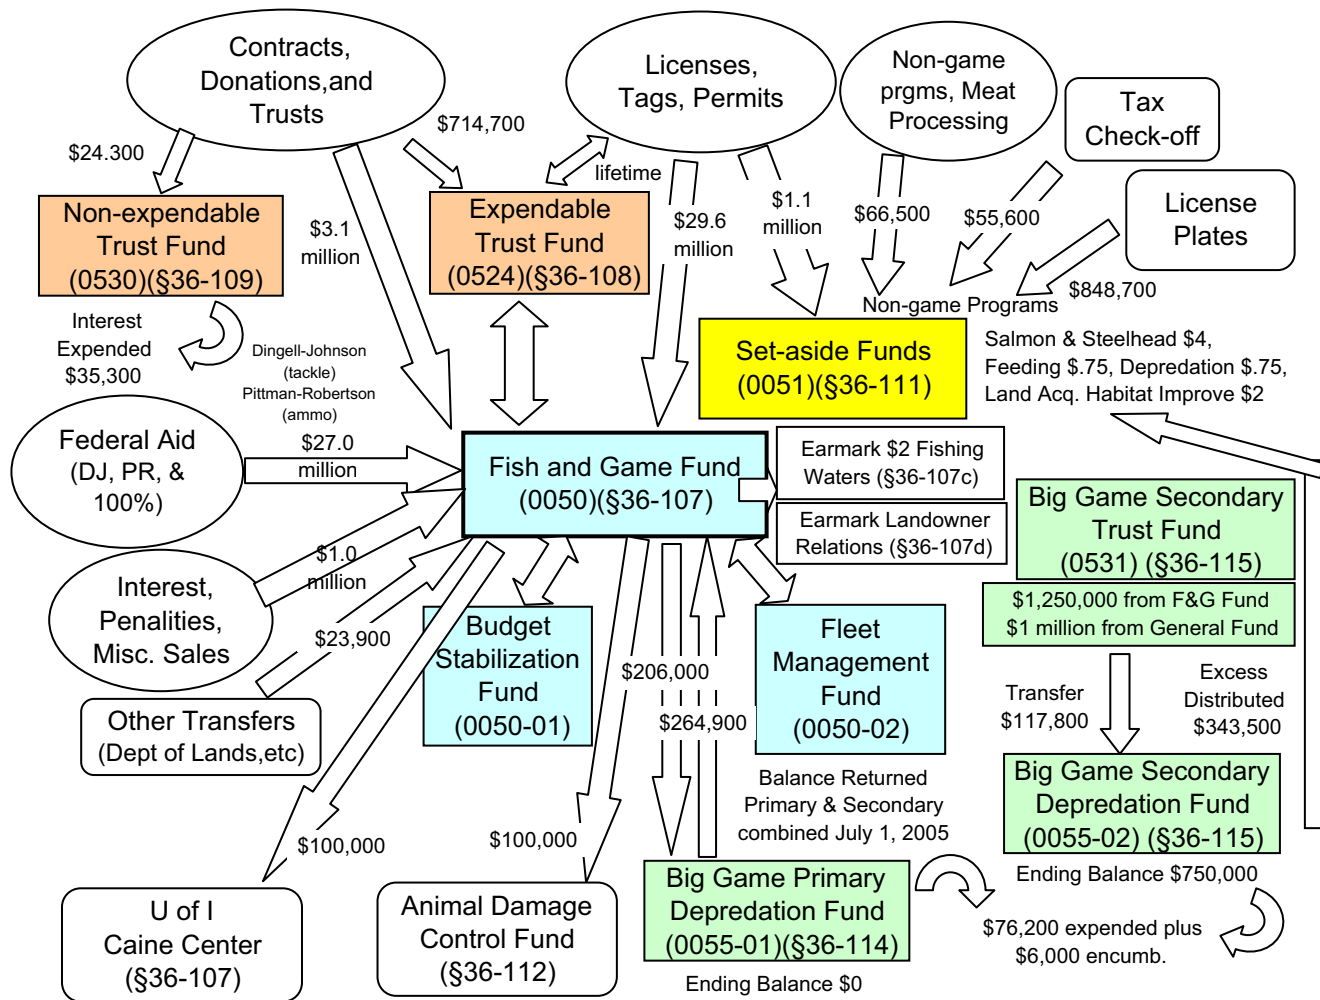 Contracts,
Donations,and
Trusts
Licenses,
Tags, Permits
Non-game
prgms, Meat
Processing
Tax
Check-off
License
Plates
$24.300
$714,700
lifetime
$3.1
million
$29.6
million
$1.1
million
$66,500
$55,600
$848,700
Non-expendable
Trust Fund
(0530)(§36-109)
Expendable
Trust Fund
(0524)(§36-108)
Non-game Programs
Interest
Expended
$35,300
Dingell-Johnson
(tackle)
Pittman-Robertson
(ammo)
Set-aside Funds
(0051)(§36-111)
Salmon & Steelhead $4,
Feeding $.75, Depredation $.75,
Land Acq. Habitat Improve $2
Federal Aid
(DJ, PR, &
100%)
$27.0
million
Fish and Game Fund
(0050)(§36-107)
Earmark $2 Fishing
Waters (§36-107c)
Earmark Landowner
Relations (§36-107d)
Big Game Secondary
Trust Fund
(0531) (§36-115)
$1,250,000 from F&G Fund
$1 million from General Fund
Interest,
Penalities,
Misc. Sales
$1.0
million
$23,900
Other Transfers
(Dept of Lands,etc)
Budget
Stabilization
Fund
(0050-01)
$206,000
$264,900
Fleet
Management
Fund
(0050-02)
Transfer
$117,800
Excess
Distributed
$343,500
Balance Returned
Primary & Secondary
combined July 1, 2005
Big Game Secondary
Depredation Fund
(0055-02) (§36-115)
Ending Balance $750,000
$100,000
$100,000
U of I
Caine Center
(§36-107)
Animal Damage
Control Fund
(§36-112)
Big Game Primary
Depredation Fund
(0055-01)(§36-114)
Ending Balance $0
$76,200 expended plus
$6,000 encumb.